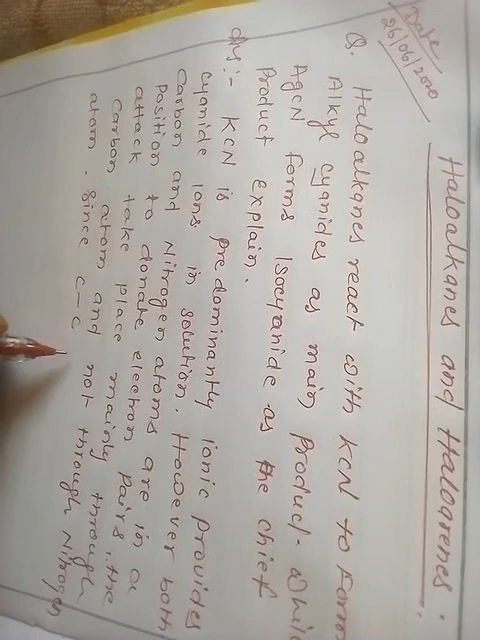 Date
26/06/2020
Haloalkanes and Haloarenes.
Q. Haloalkanes react with KCN to form
Alkyl cyanides as main product- while
AgCN forms Isocyanide as the chief
Product Explain.
Ans:- KCN is predominantly ionic provides
cyanide ions in solution. However both
Carbon and Nitrogen atoms are in a
position to donate electron pairs, the
attack take place mainly through
Carbon atom and not through Nitrogen
atom. Since C-C